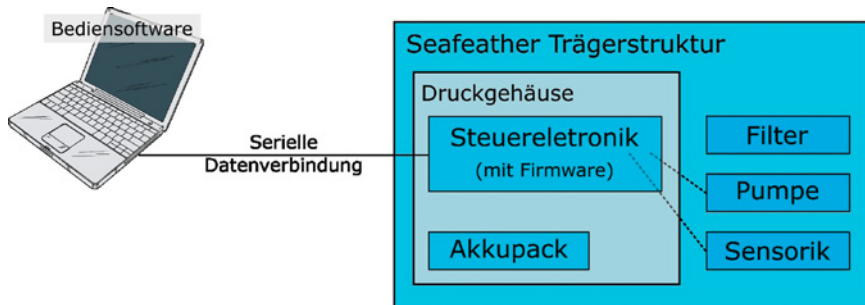 Bediensoftware
Serielle
Datenverbindung
Seafeather Trägerstruktur
Druckgehäuse
Steuereletronik
(mit Firmware)
Akkupack
Filter
Pumpe
Sensorik